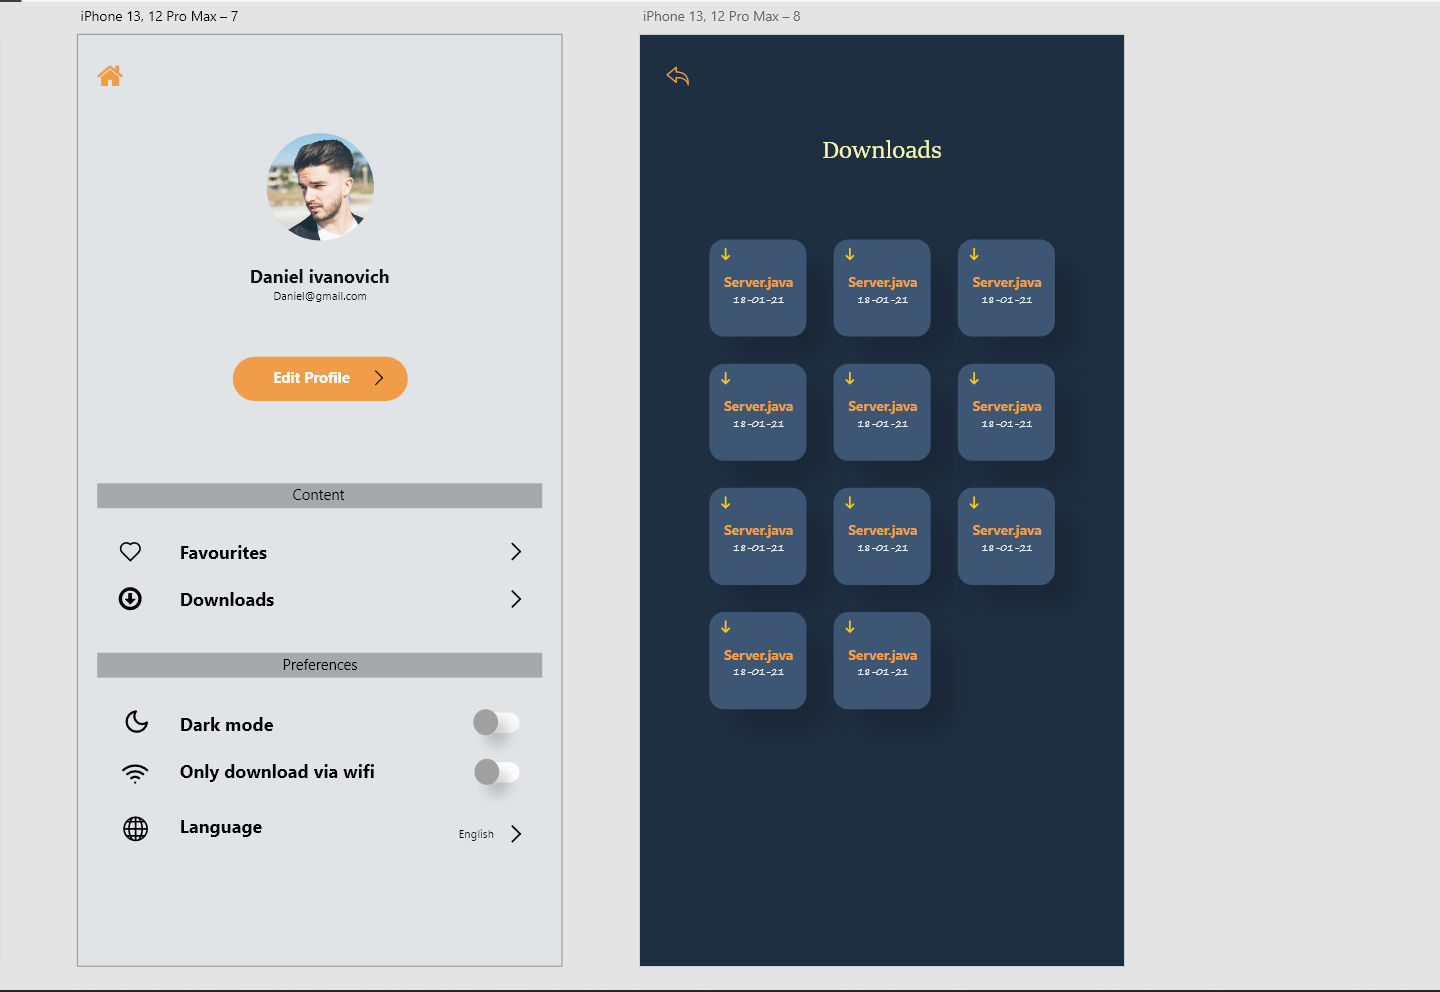 iPhone 13, 12 Pro Max – 7
Daniel ivanovich
Daniel@gmail.com
Edit Profile
Content
Favourites
Downloads
Preferences
Dark mode
Only download via wifi
Language
English
iPhone 13, 12 Pro Max – 8
Downloads
Server.java
18-01-21
Server.java
18-01-21
Server.java
18-01-21
Server.java
18-01-21
Server.java
18-01-21
Server.java
18-01-21
Server.java
18-01-21
Server.java
18-01-21
Server.java
18-01-21
Server.java
18-01-21
Server.java
18-01-21